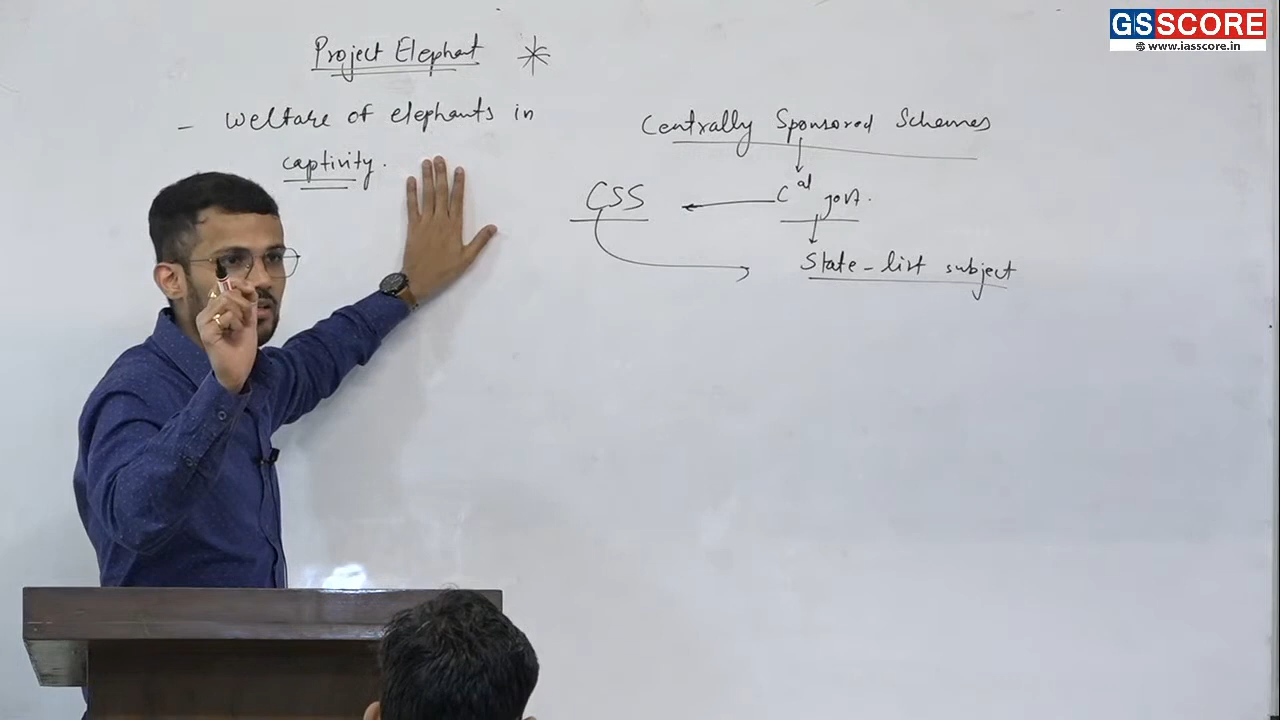 GSSCORE
www.iasscore.in
Project Elephant
- Welfare of elephants in
captivity.
Centrally Sponsored Schemes
CSS
Cal govt.
State-list subject